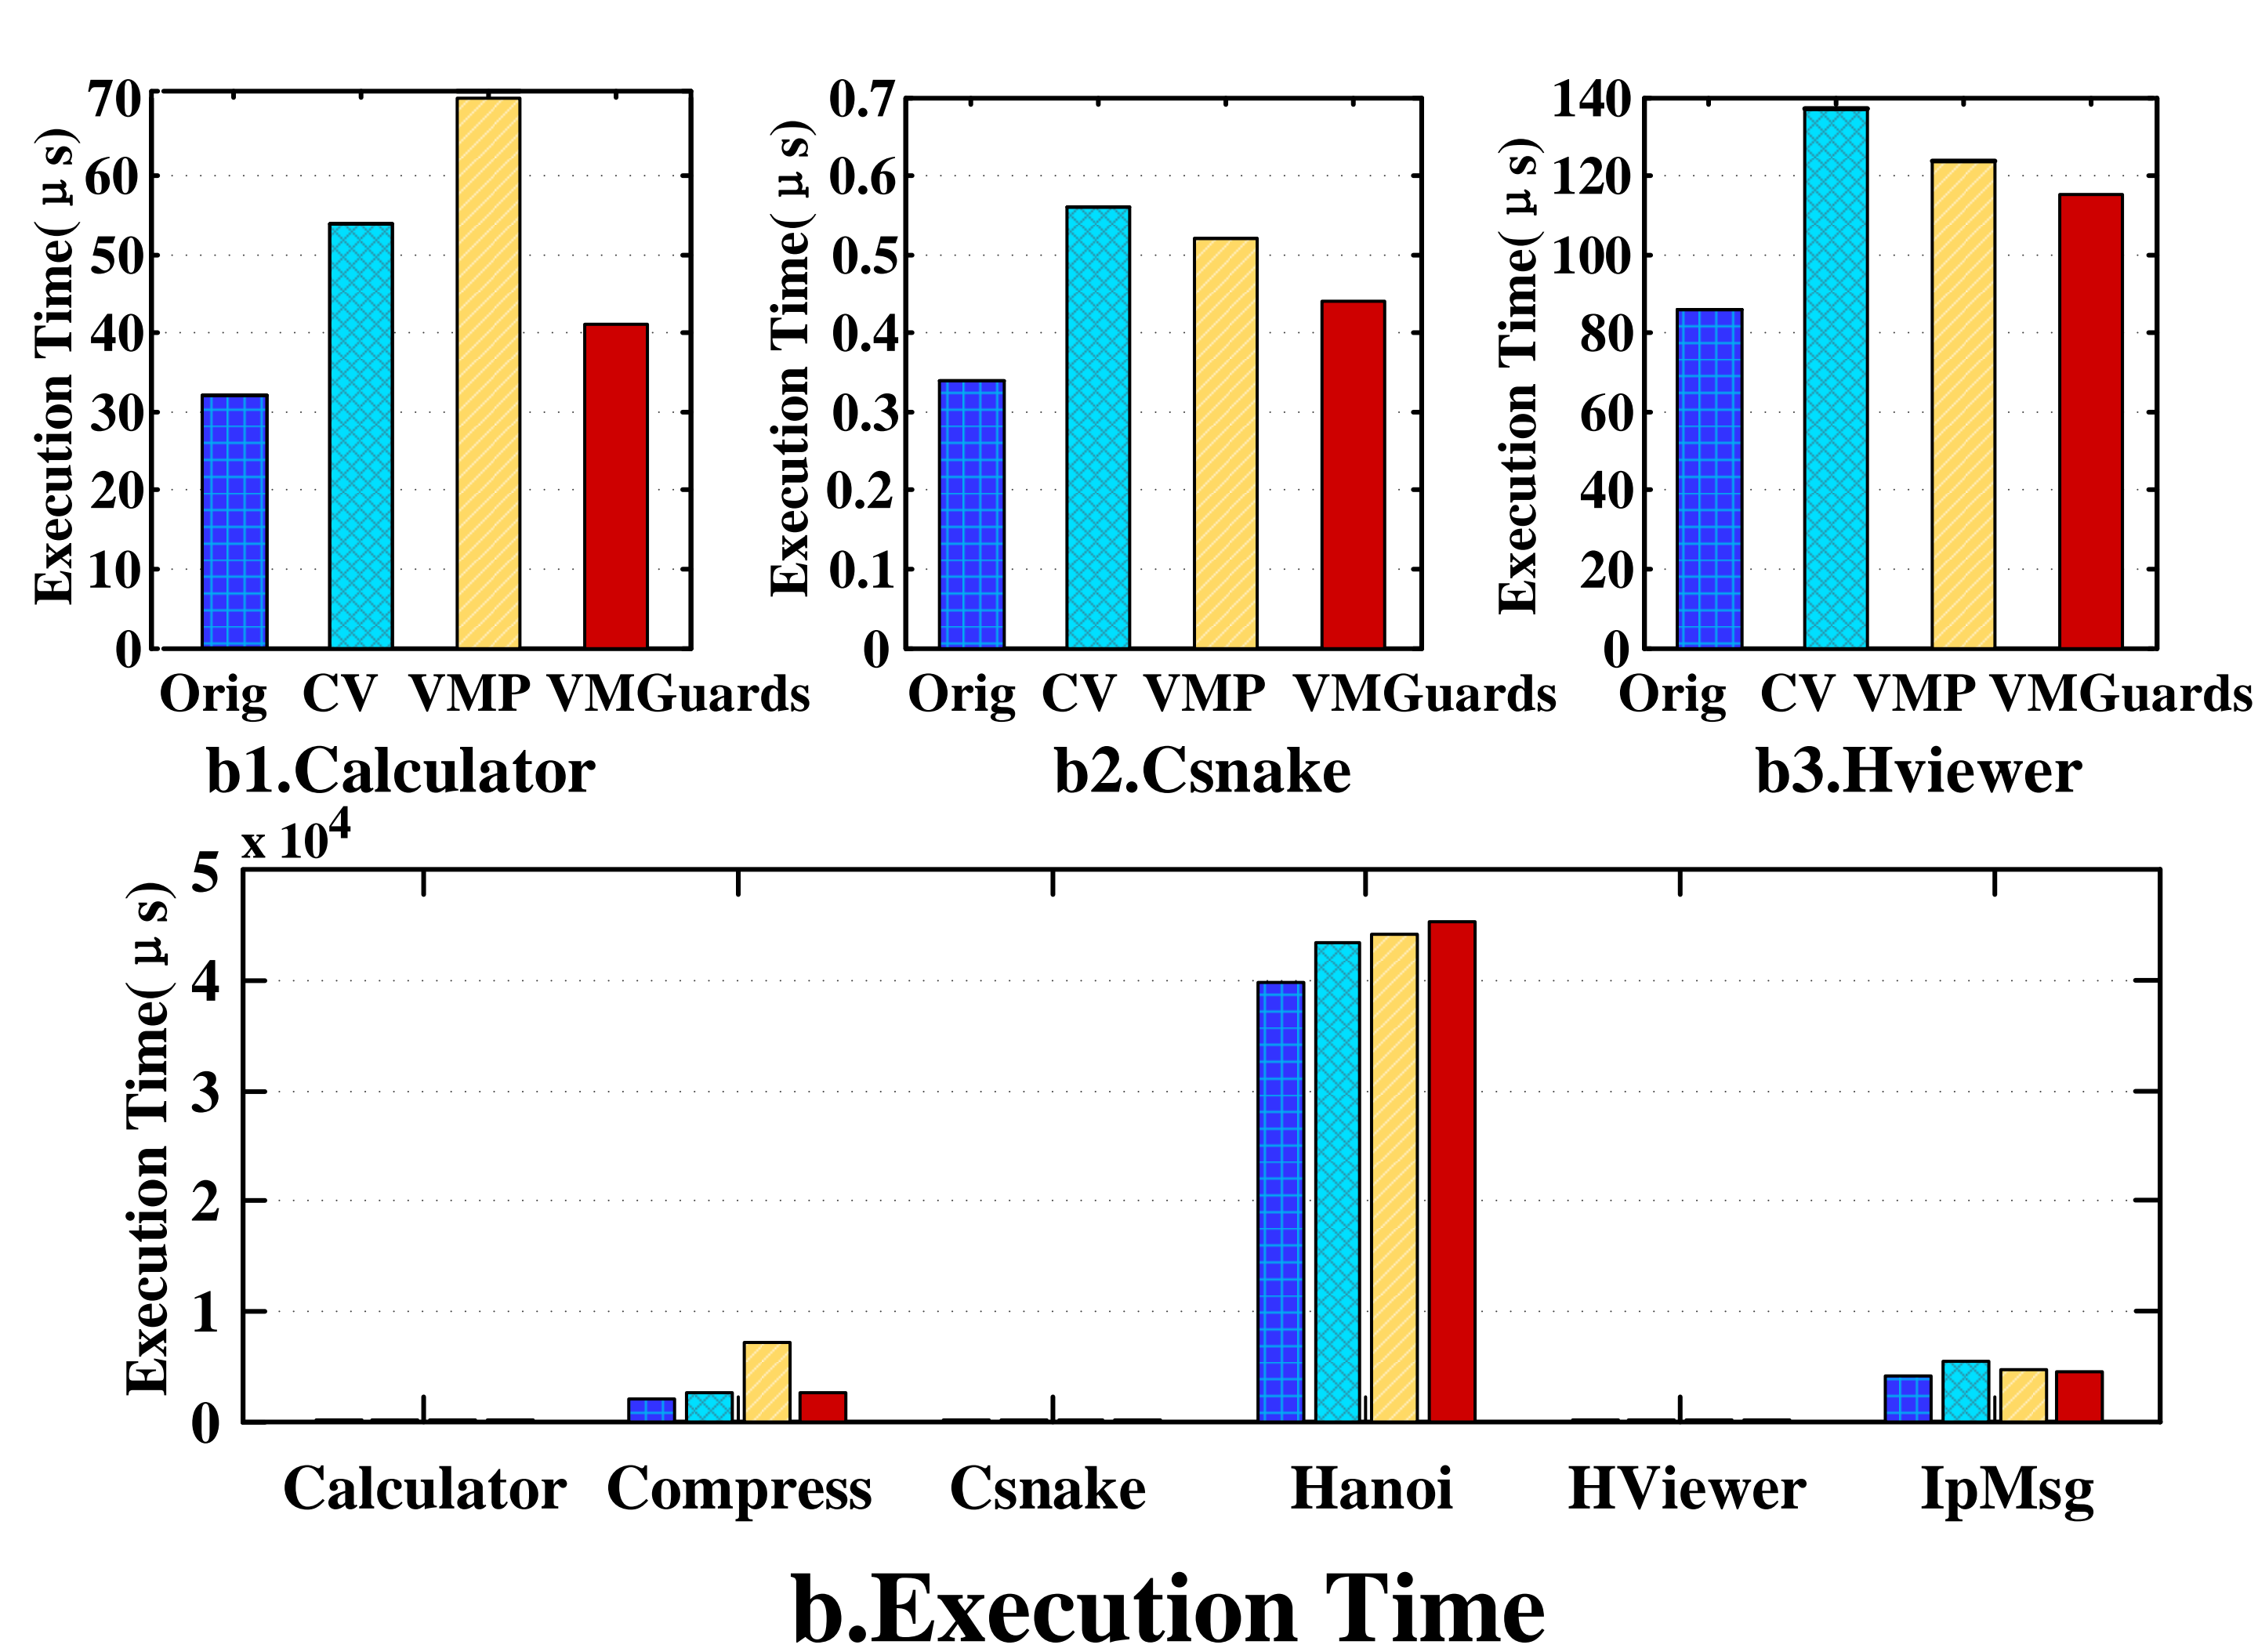 Execution Time( μ s)
70
60
50
40
30
20
10
0
Orig CV VMP VMGuards
b1.Calculator
Execution Time( μ s)
0.7
0.6
0.5
0.4
0.3
0.2
0.1
0
Orig CV VMP VMGuards
b2.Csnake
Execution Time( μ s)
140
120
100
80
60
40
20
0
Orig CV VMP VMGuards
b3.Hviewer
x 10⁴
Execution Time( μ s)
5
4
3
2
1
0
Calculator Compress Csnake Hanoi HViewer IpMsg
b.Execution Time